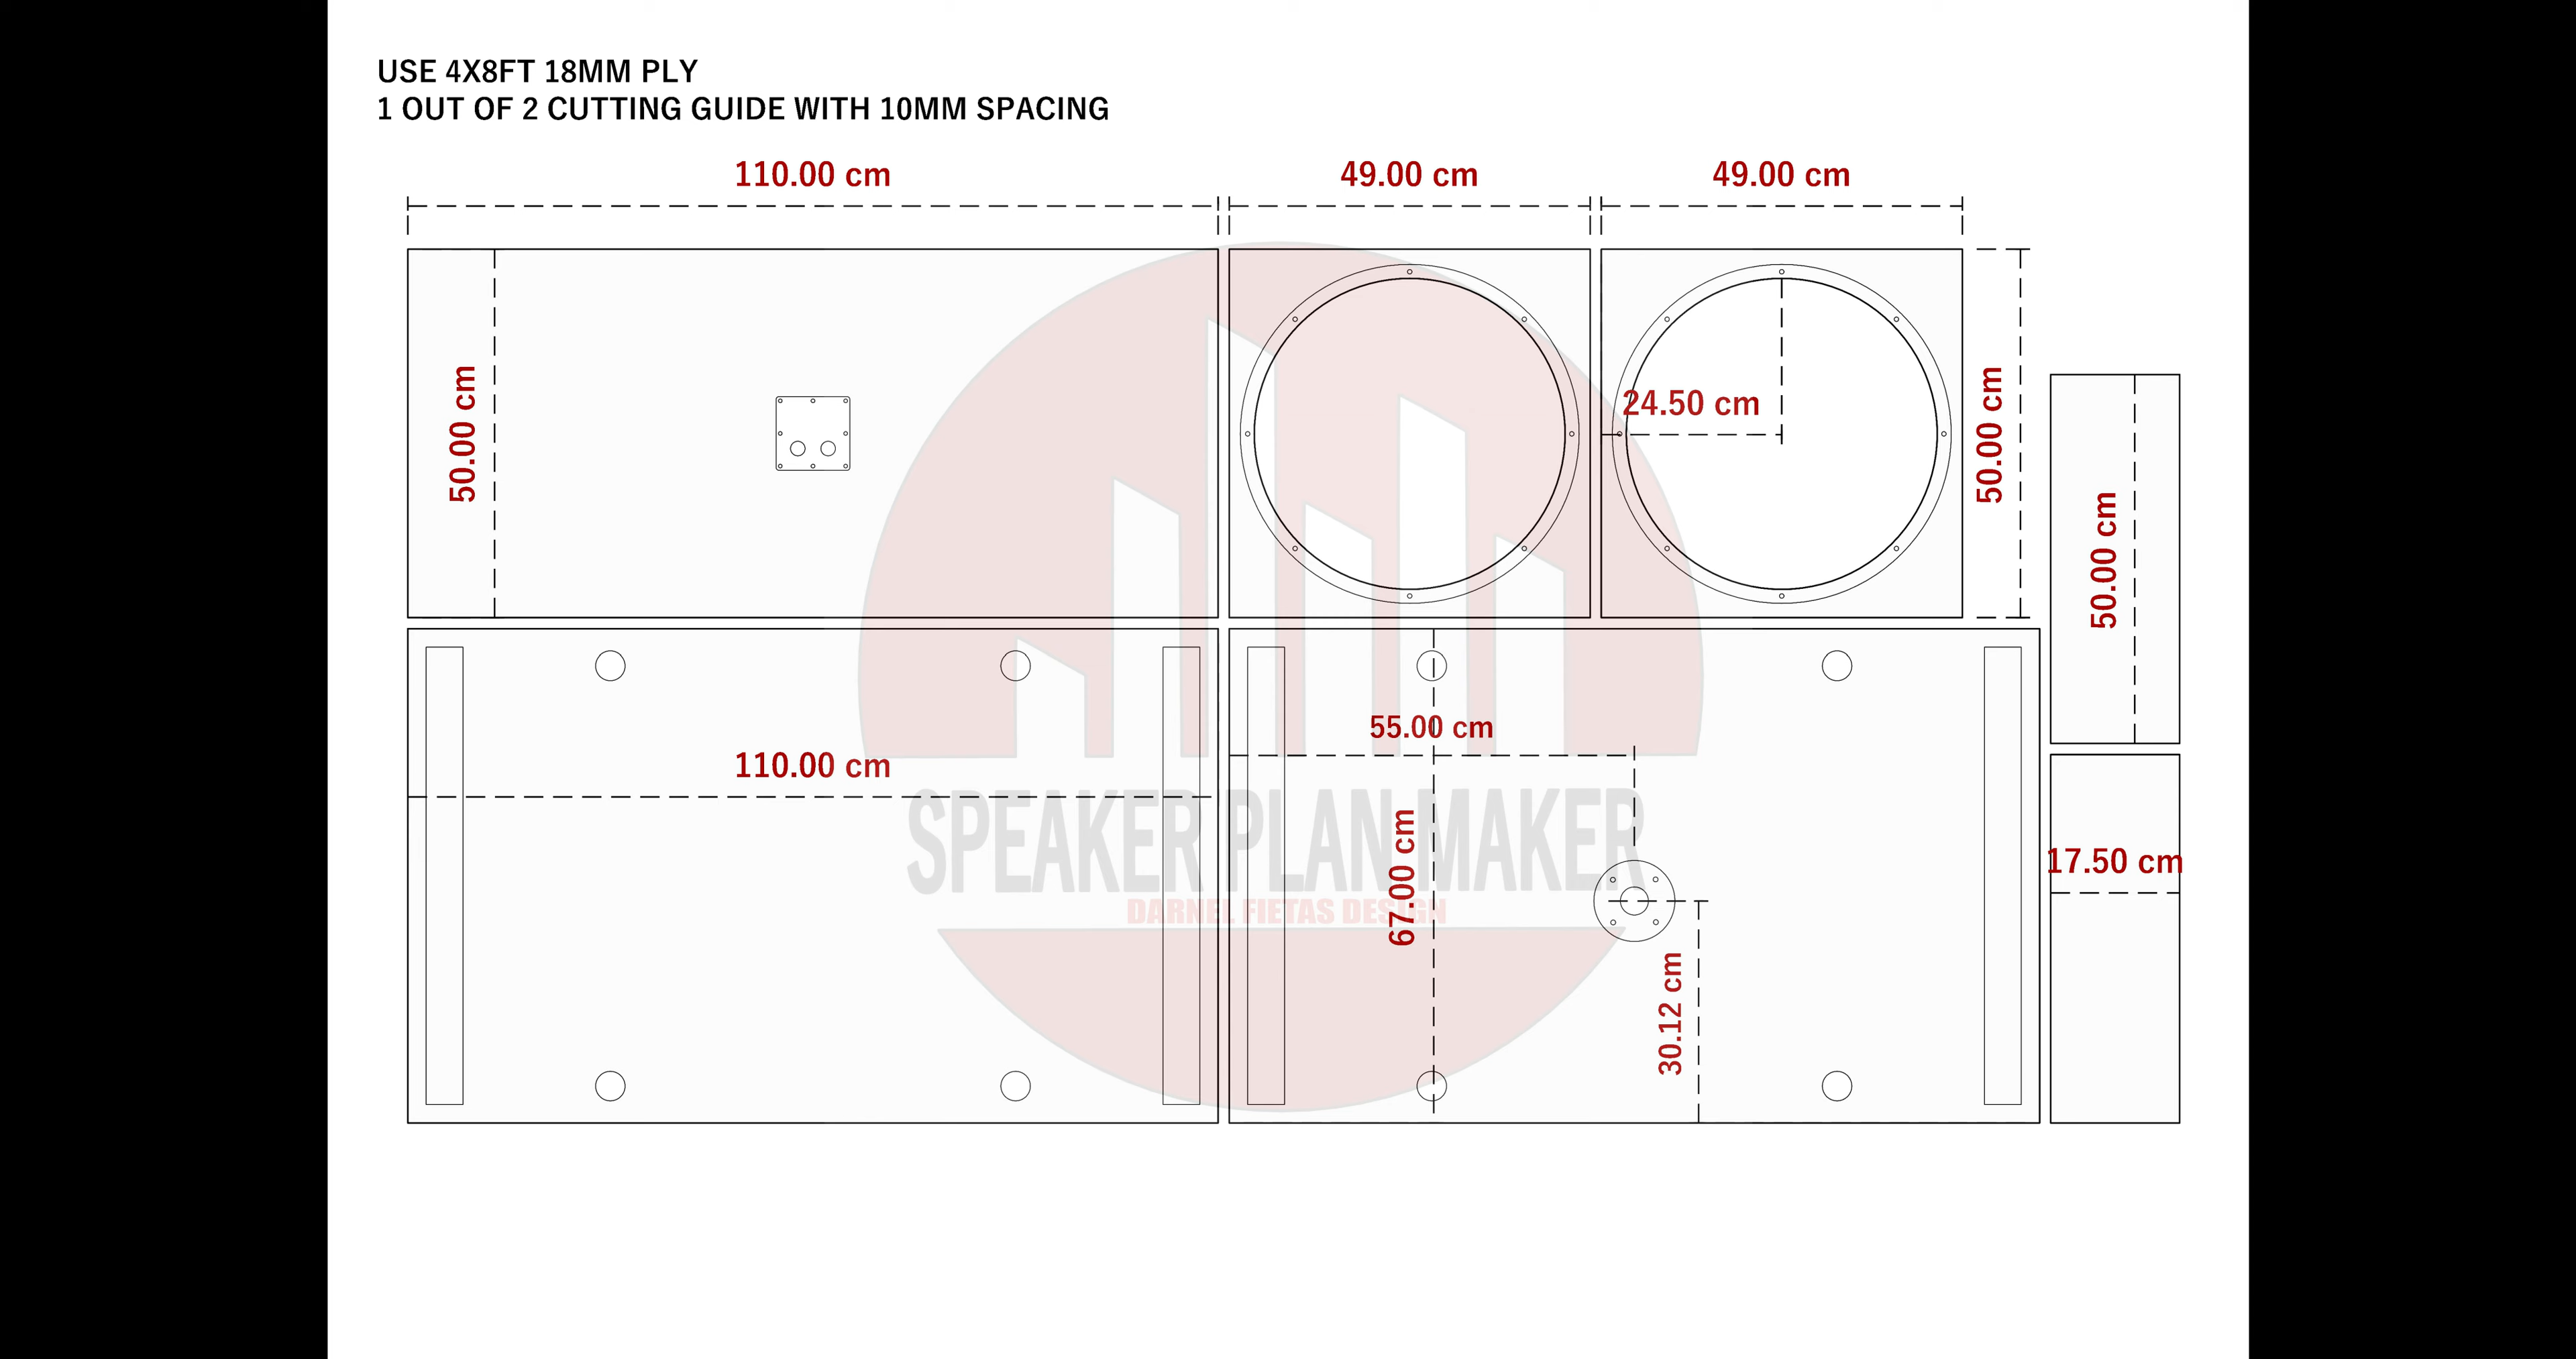 USE 4X8FT 18MM PLY
1 OUT OF 2 CUTTING GUIDE WITH 10MM SPACING
110.00 cm
49.00 cm
49.00 cm
50.00 cm
24.50 cm
50.00 cm
50.00 cm
55.00 cm
110.00 cm
67.00 cm
17.50 cm
30.12 cm
SPEAKER PLAN MAKER
DARNEL FIETAS DESIGN